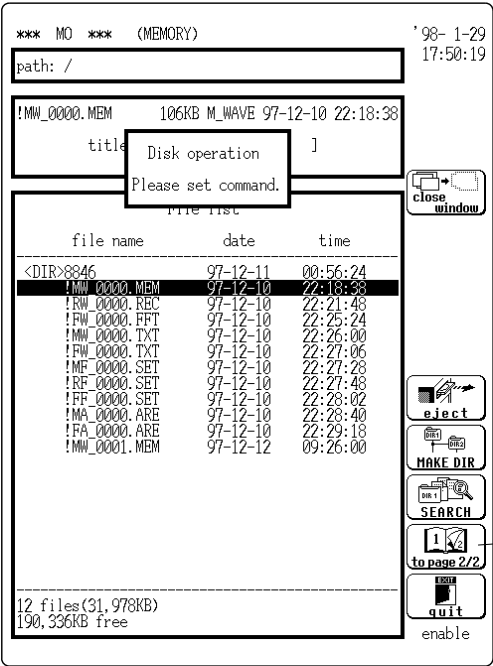 *** MO *** (MEMORY)
'98- 1-29
17:50:19
path: /
!MW_0000.MEM 106KB M_WAVE 97-12-10 22:18:38
title ]
Disk operation
Please set command.
File list
file name date time
<DIR>8846 97-12-11 00:56:24
!MW_0000.MEM 97-12-10 22:18:38
!RW_0000.REC 97-12-10 22:21:48
!FW_0000.FFT 97-12-10 22:25:24
!MW_0000.TXT 97-12-10 22:26:00
!FW_0000.TXT 97-12-10 22:27:06
!MF_0000.SET 97-12-10 22:27:28
!RF_0000.SET 97-12-10 22:27:48
!FF_0000.SET 97-12-10 22:28:02
!MA_0000.ARE 97-12-10 22:28:40
!FA_0000.ARE 97-12-10 22:29:18
!MW_0001.MEM 97-12-12 09:26:00
12 files(31,978KB)
190,336KB free
close
window
eject
DIR1
DIR2
MAKE DIR
DIR 1
SEARCH
1 2
to page 2/2
EXIT
quit
enable